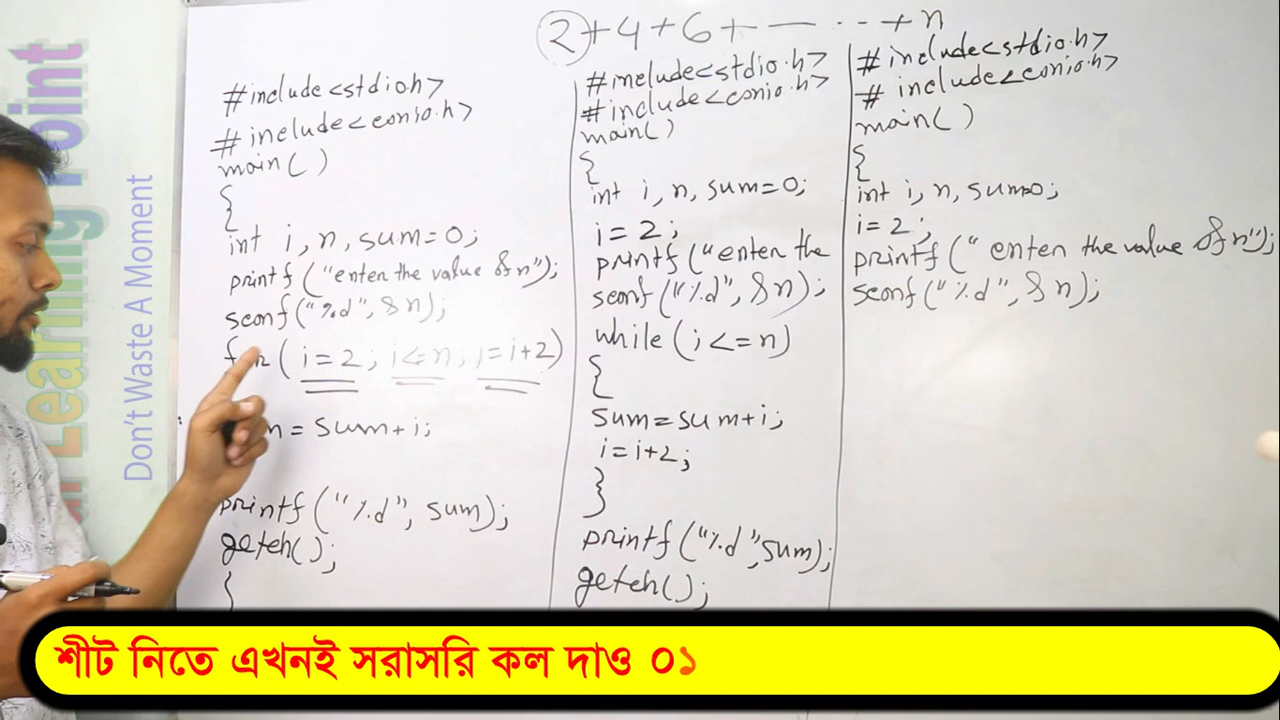 2+4+6+ — ··· + n
#include<stdio.h>
#include<conio.h>
main( )
{
int i, n, sum=0;
printf ("enter the value of n");
scanf("%d", &n);
for ( i=2; i<=n; i=i+2)
= sum+i;
printf ("%d", sum);
getch();
}
#include<stdio.h>
#include<conio.h>
main( )
{
int i, n, sum=0;
i=2;
printf ("enter the
scanf("%d", &n);
while (i<=n)
{
sum=sum+i;
i=i+2;
}
printf("%d",sum);
getch();
#include<stdio.h>
# include<conio.h>
main( )
{
int i, n, sum=0;
i=2;
printf (" enter the value of n");
scanf("%d", &n);
Learning Point
Don't Waste A Moment
শীট নিতে এখনই সরাসরি কল দাও ০১